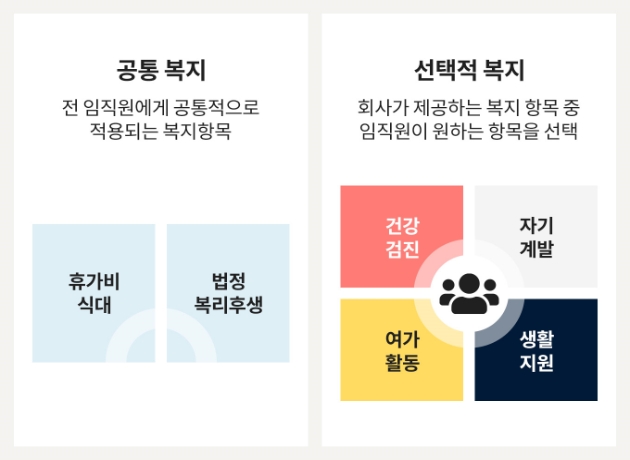 공통 복지
전 임직원에게 공통적으로
적용되는 복지항목
휴가비
식대
법정
복리후생
선택적 복지
회사가 제공하는 복지 항목 중
임직원이 원하는 항목을 선택
건강
검진
자기
계발
여가
활동
생활
지원